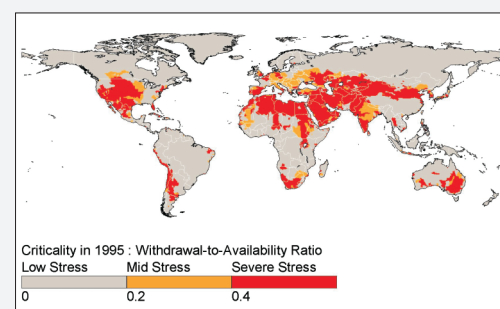 Criticality in 1995 : Withdrawal-to-Availability Ratio
Low Stress Mid Stress Severe Stress
0 0.2 0.4